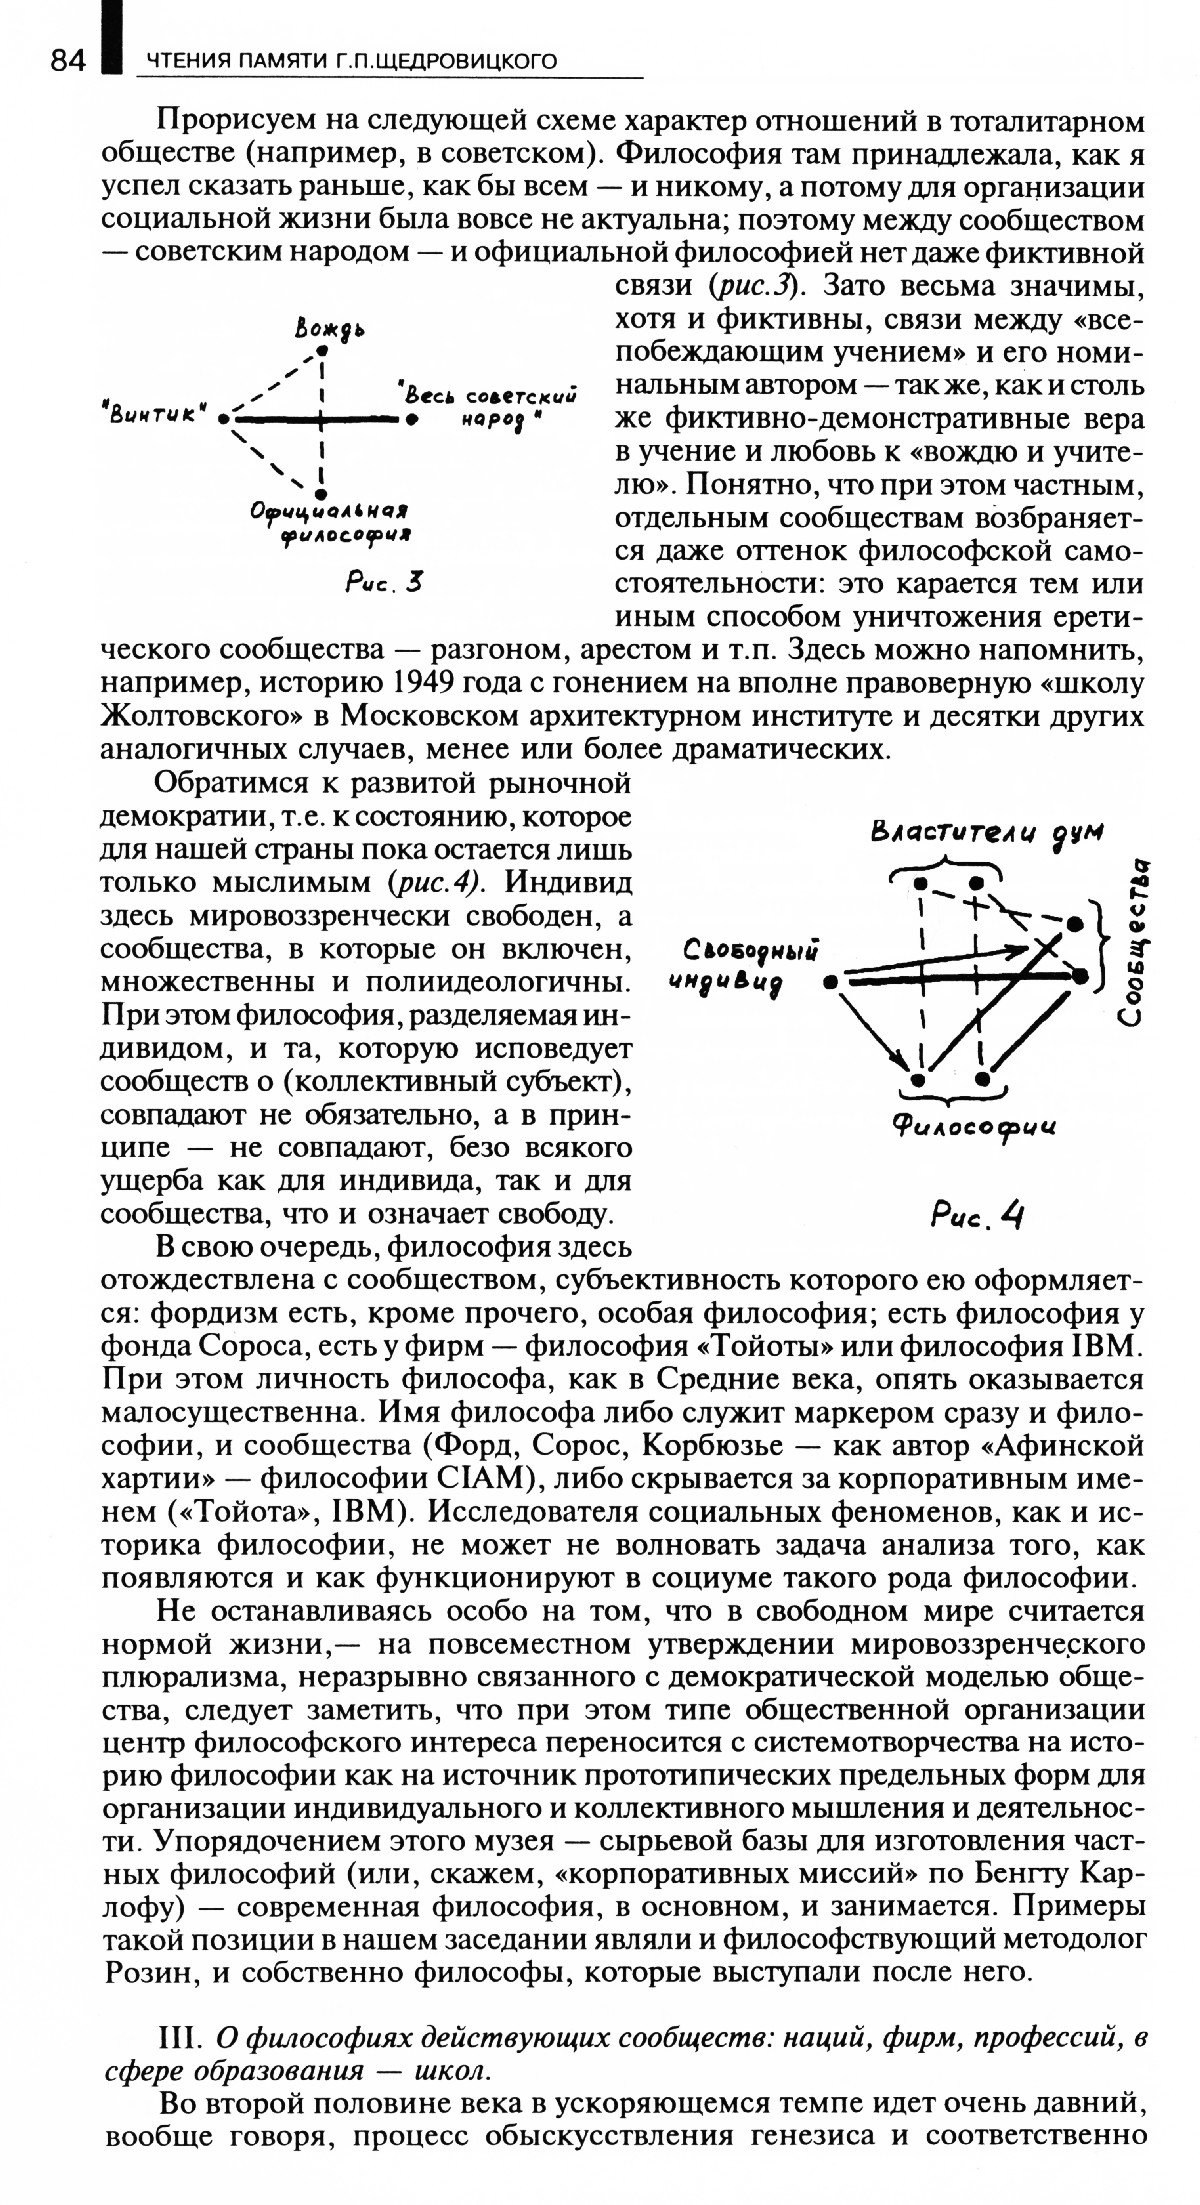 84
ЧТЕНИЯ ПАМЯТИ Г.П.ЩЕДРОВИЦКОГО
Прорисуем на следующей схеме характер отношений в тоталитарном
обществе (например, в советском). Философия там принадлежала, как я
успел сказать раньше, как бы всем — и никому, а потому для организации
социальной жизни была вовсе не актуальна; поэтому между сообществом
— советским народом — и официальной философией нет даже фиктивной
связи (рис.3). Зато весьма значимы,
хотя и фиктивны, связи между «все-
побеждающим учением» и его номи-
нальным автором — так же, как и столь
же фиктивно-демонстративные вера
в учение и любовь к «вождю и учите-
лю». Понятно, что при этом частным,
отдельным сообществам возбраняет-
ся даже оттенок философской само-
стоятельности: это карается тем или
иным способом уничтожения ерети-
Вождь
"Винтик"
"Весь советский
народ"
Официальная
философия
Рис. 3
ческого сообщества — разгоном, арестом и т.п. Здесь можно напомнить,
например, историю 1949 года с гонением на вполне правоверную «школу
Жолтовского» в Московском архитектурном институте и десятки других
аналогичных случаев, менее или более драматических.
Обратимся к развитой рыночной
демократии, т.е. к состоянию, которое
для нашей страны пока остается лишь
только мыслимым (рис.4). Индивид
здесь мировоззренчески свободен, а
сообщества, в которые он включен,
множественны и полиидеологичны.
При этом философия, разделяемая ин-
дивидом, и та, которую исповедует
сообществ о (коллективный субъект),
совпадают не обязательно, а в прин-
ципе — не совпадают, безо всякого
ущерба как для индивида, так и для
сообщества, что и означает свободу.
В свою очередь, философия здесь
Властители дум
Сообщества
Свободный
индивид
Философии
Рис. 4
отождествлена с сообществом, субъективность которого ею оформляет-
ся: фордизм есть, кроме прочего, особая философия; есть философия у
фонда Сороса, есть у фирм — философия «Тойоты» или философия IBM.
При этом личность философа, как в Средние века, опять оказывается
малосущественна. Имя философа либо служит маркером сразу и фило-
софии, и сообщества (Форд, Сорос, Корбюзье — как автор «Афинской
хартии» — философии CIAM), либо скрывается за корпоративным име-
нем («Тойота», IBM). Исследователя социальных феноменов, как и ис-
торика философии, не может не волновать задача анализа того, как
появляются и как функционируют в социуме такого рода философии.
Не останавливаясь особо на том, что в свободном мире считается
нормой жизни,— на повсеместном утверждении мировоззренческого
плюрализма, неразрывно связанного с демократической моделью обще-
ства, следует заметить, что при этом типе общественной организации
центр философского интереса переносится с системотворчества на исто-
рию философии как на источник прототипических предельных форм для
организации индивидуального и коллективного мышления и деятельнос-
ти. Упорядочением этого музея — сырьевой базы для изготовления част-
ных философий (или, скажем, «корпоративных миссий» по Бенгту Кар-
лофу) — современная философия, в основном, и занимается. Примеры
такой позиции в нашем заседании являли и философствующий методолог
Розин, и собственно философы, которые выступали после него.
III. О философиях действующих сообществ: наций, фирм, профессий, в
сфере образования — школ.
Во второй половине века в ускоряющемся темпе идет очень давний,
вообще говоря, процесс обыскусствления генезиса и соответственно